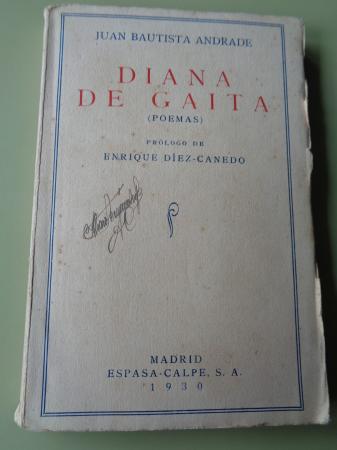 JUAN BAUTISTA ANDRADE
DIANA
DE GAITA
(POEMAS)
PRÓLOGO DE
ENRIQUE DÍEZ-CANEDO
MADRID
ESPASA-CALPE, S. A.
1930